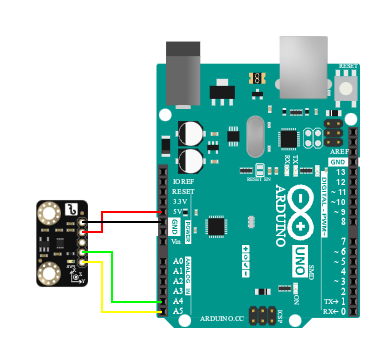 RESET
AREF
GND
RX
TX
RESET EN
IOREF
RESET
3.3V
5V
GND
Vin
POWER
A0
A1
A2
A3
A4
A5
ANALOG IN
13
12
~ 11
~ 10
~ 9
8
7
~ 6
~ 5
4
~ 3
2
TX→ 1
RX← 0
DIGITAL (PWM~)
ARDUINO
UNO
SMD
ON
ICSP
ARDUINO.CC